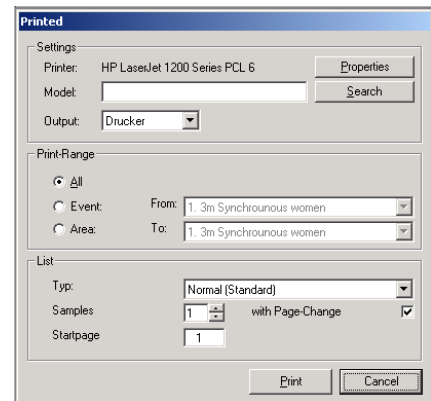 Printed
Settings
Printer: HP LaserJet 1200 Series PCL 6 Properties
Model: Search
Output: Drucker
Print-Range
All
Event: From: 1. 3m Synchrounous women
Area: To: 1. 3m Synchrounous women
List
Typ: Normal (Standard)
Samples 1 with Page-Change
Startpage 1
Print Cancel